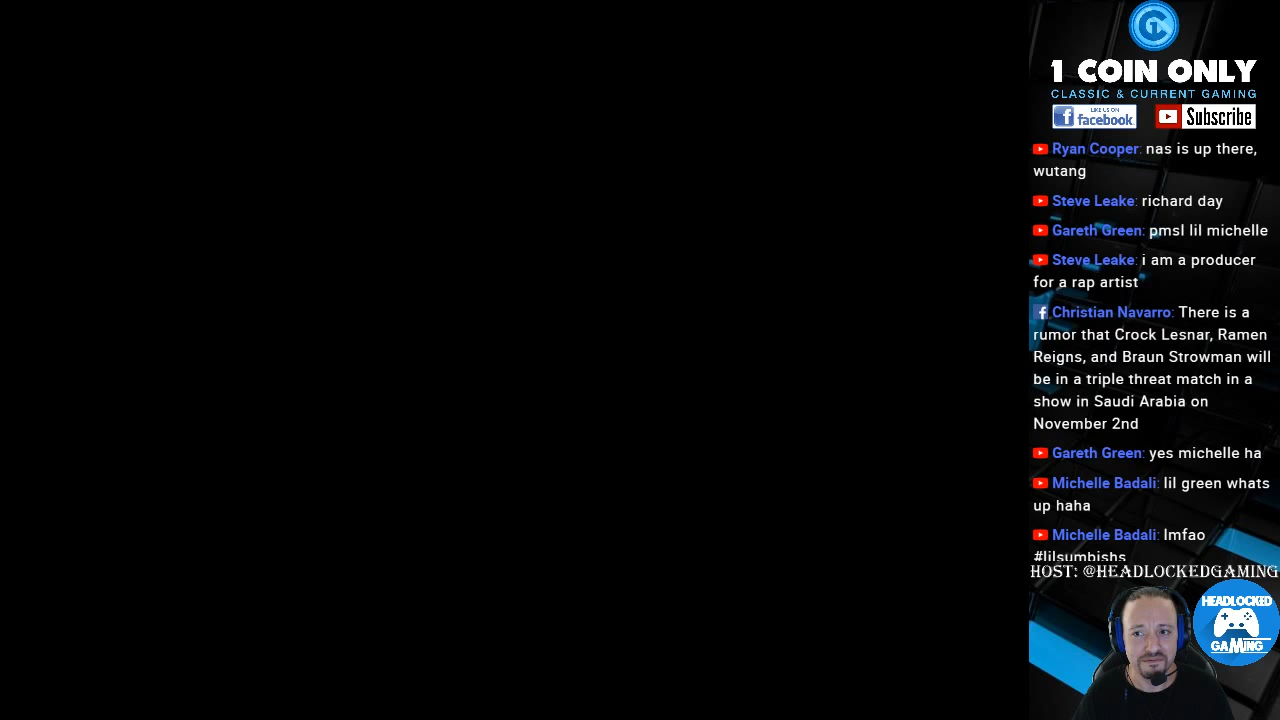 1 COIN ONLY
CLASSIC & CURRENT GAMING
LIKE US ON
facebook.
Subscribe
Ryan Cooper: nas is up there,
wutang
Steve Leake: richard day
Gareth Green: pmsl lil michelle
Steve Leake: i am a producer
for a rap artist
Christian Navarro: There is a
rumor that Crock Lesnar, Ramen
Reigns, and Braun Strowman will
be in a triple threat match in a
show in Saudi Arabia on
November 2nd
Gareth Green: yes michelle ha
Michelle Badali: lil green whats
up haha
Michelle Badali: lmfao
#lilsumbishs
HOST: @HEADLOCKEDGAMING
HEADLOCKED
GAMING